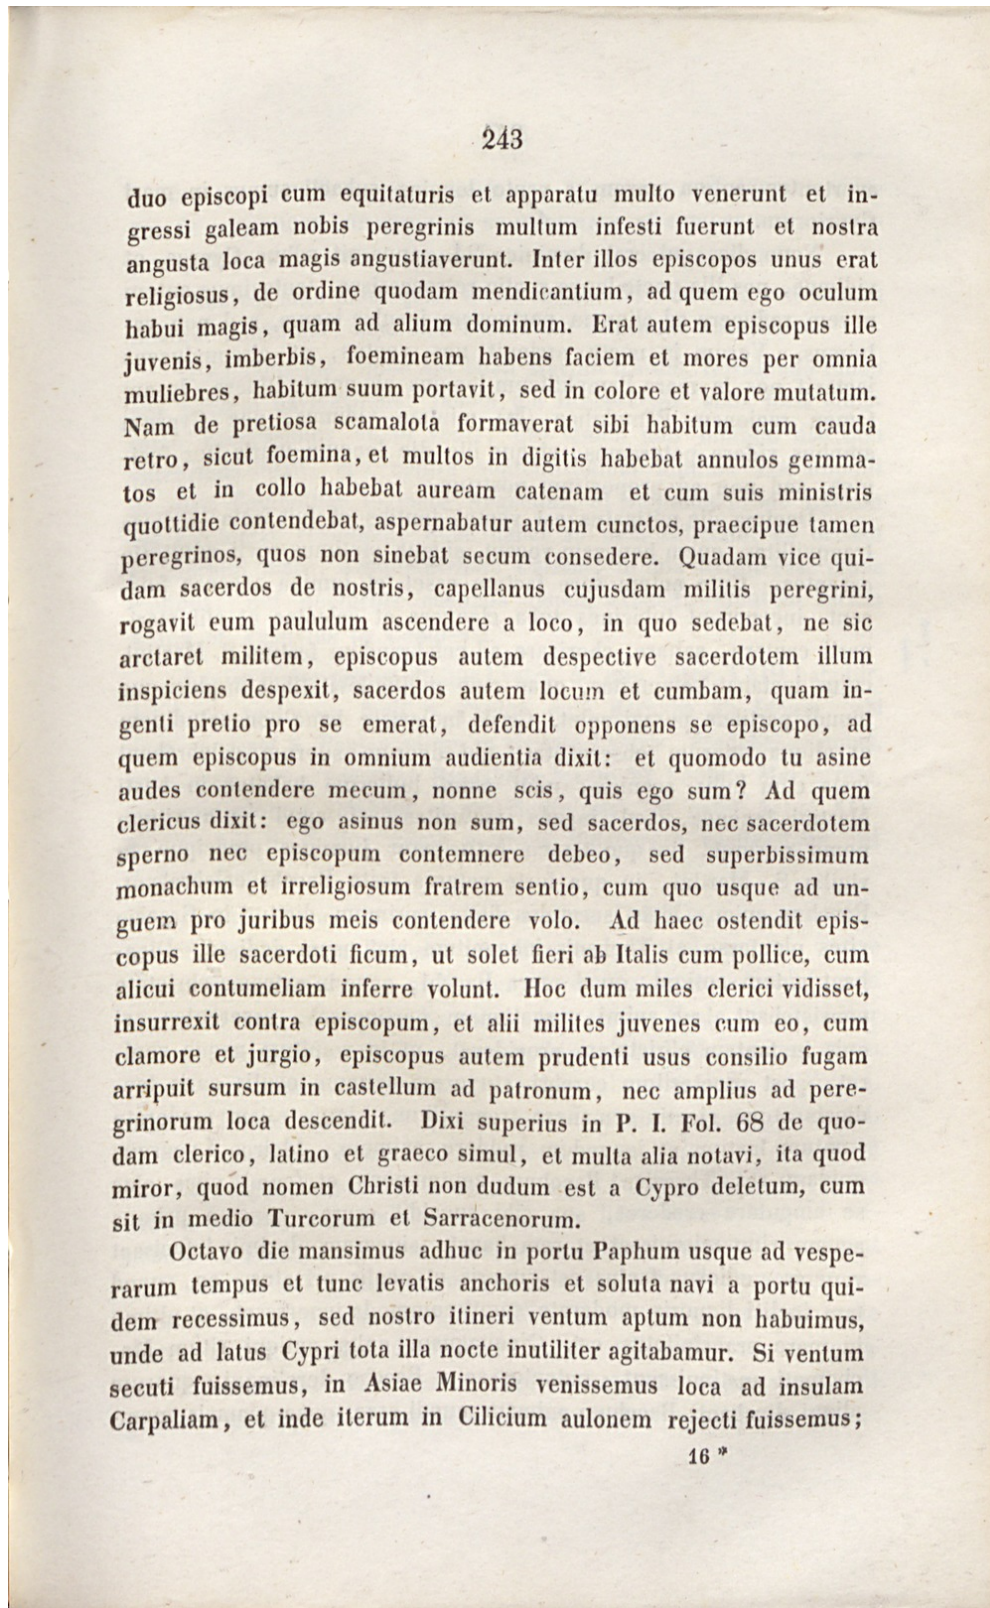 243
duo episcopi cum equitaturis et apparatu multo venerunt et in-
gressi galeam nobis peregrinis multum infesti fuerunt et nostra
angusta loca magis angustiaverunt. Inter illos episcopos unus erat
religiosus, de ordine quodam mendicantium, ad quem ego oculum
habui magis, quam ad alium dominum. Erat autem episcopus ille
juvenis, imberbis, foemineam habens faciem et mores per omnia
muliebres, habitum suum portavit, sed in colore et valore mutatum.
Nam de pretiosa scamalota formaverat sibi habitum cum cauda
retro, sicut foemina, et multos in digitis habebat annulos gemma-
tos et in collo habebat auream catenam et cum suis ministris
quottidie contendebat, aspernabatur autem cunctos, praecipue tamen
peregrinos, quos non sinebat secum consedere. Quadam vice qui-
dam sacerdos de nostris, capellanus cujusdam militis peregrini,
rogavit eum paululum ascendere a loco, in quo sedebat, ne sic
arctaret militem, episcopus autem despective sacerdotem illum
inspiciens despexit, sacerdos autem locum et cumbam, quam in-
genti pretio pro se emerat, defendit opponens se episcopo, ad
quem episcopus in omnium audientia dixit: et quomodo tu asine
audes contendere mecum, nonne scis, quis ego sum? Ad quem
clericus dixit: ego asinus non sum, sed sacerdos, nec sacerdotem
sperno nec episcopum contemnere debeo, sed superbissimum
monachum et irreligiosum fratrem sentio, cum quo usque ad un-
guem pro juribus meis contendere volo. Ad haec ostendit epis-
copus ille sacerdoti ficum, ut solet fieri ab Italis cum pollice, cum
alicui contumeliam inferre volunt. Hoc dum miles clerici vidisset,
insurrexit contra episcopum, et alii milites juvenes cum eo, cum
clamore et jurgio, episcopus autem prudenti usus consilio fugam
arripuit sursum in castellum ad patronum, nec amplius ad pere-
grinorum loca descendit. Dixi superius in P. I. Fol. 68 de quo-
dam clerico, latino et graeco simul, et multa alia notavi, ita quod
miror, quod nomen Christi non dudum est a Cypro deletum, cum
sit in medio Turcorum et Sarracenorum.
Octavo die mansimus adhuc in portu Paphum usque ad vespe-
rarum tempus et tunc levatis anchoris et soluta navi a portu qui-
dem recessimus, sed nostro itineri ventum aptum non habuimus,
unde ad latus Cypri tota illa nocte inutiliter agitabamur. Si ventum
secuti fuissemus, in Asiae Minoris venissemus loca ad insulam
Carpaliam, et inde iterum in Cilicium aulonem rejecti fuissemus;
16 *